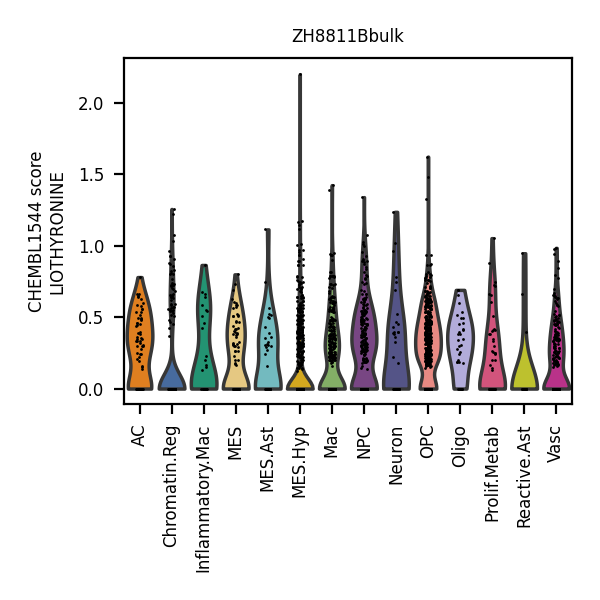 ZH8811Bbulk
CHEMBL1544 score
LIOTHYRONINE
2.0
1.5
1.0
0.5
0.0
AC
Chromatin.Reg
Inflammatory.Mac
MES
MES.Ast
MES.Hyp
Mac
NPC
Neuron
OPC
Oligo
Prolif.Metab
Reactive.Ast
Vasc